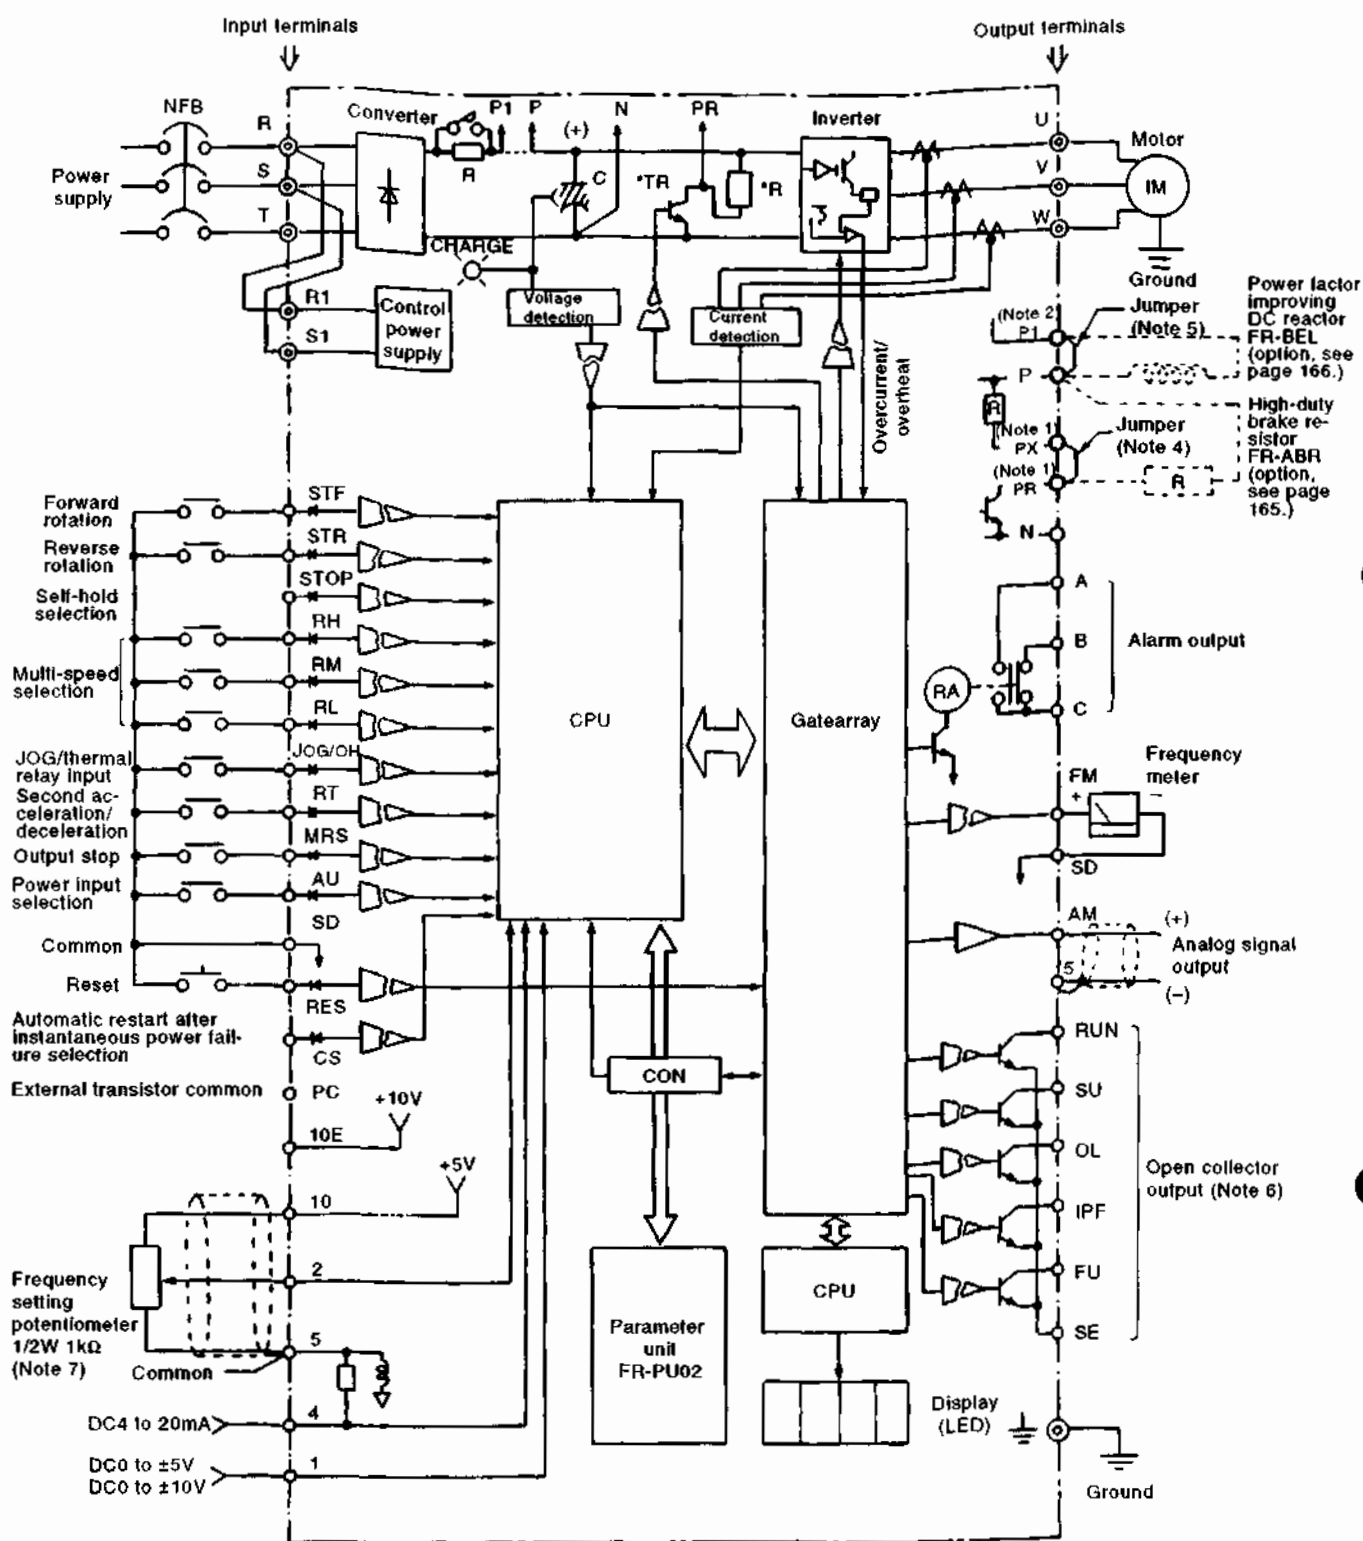 Input terminals
Output terminals
NFB
Power
supply
R
S
T
Converter
P1
P
N
PR
(+)
R
C
*TR
*R
Inverter
3
U
V
W
Motor
IM
Ground
CHARGE
R1
S1
Control
power
supply
Voltage
detection
Current
detection
Overcurrent/
overheat
(Note 2)
P1
Jumper
(Note 5)
P
Power factor
improving
DC reactor
FR-BEL
(option, see
page 166.)
R
(Note 1)
PX
Jumper
(Note 4)
(Note 1)
PR
R
High-duty
brake re-
sistor
FR-ABR
(option,
see page
165.)
N
Forward
rotation
STF
Reverse
rotation
STR
Self-hold
selection
STOP
Multi-speed
selection
RH
RM
RL
JOG/thermal
relay input
JOG/OH
Second ac-
celeration/
deceleration
RT
Output stop
MRS
Power input
selection
AU
Common
SD
Reset
RES
Automatic restart after
instantaneous power fail-
ure selection
CS
External transistor common
PC
+10V
10E
+5V
10
2
Frequency
setting
potentiometer
1/2W 1kΩ
(Note 7)
5
Common
DC4 to 20mA
4
DC0 to ±5V
DC0 to ±10V
1
CPU
Gatearray
CON
Parameter
unit
FR-PU02
CPU
Display
(LED)
RA
A
B
C
Alarm output
FM
+
−
Frequency
meter
SD
AM
(+)
5
Analog signal
output
(−)
RUN
SU
OL
IPF
FU
SE
Open collector
output (Note 6)
Ground